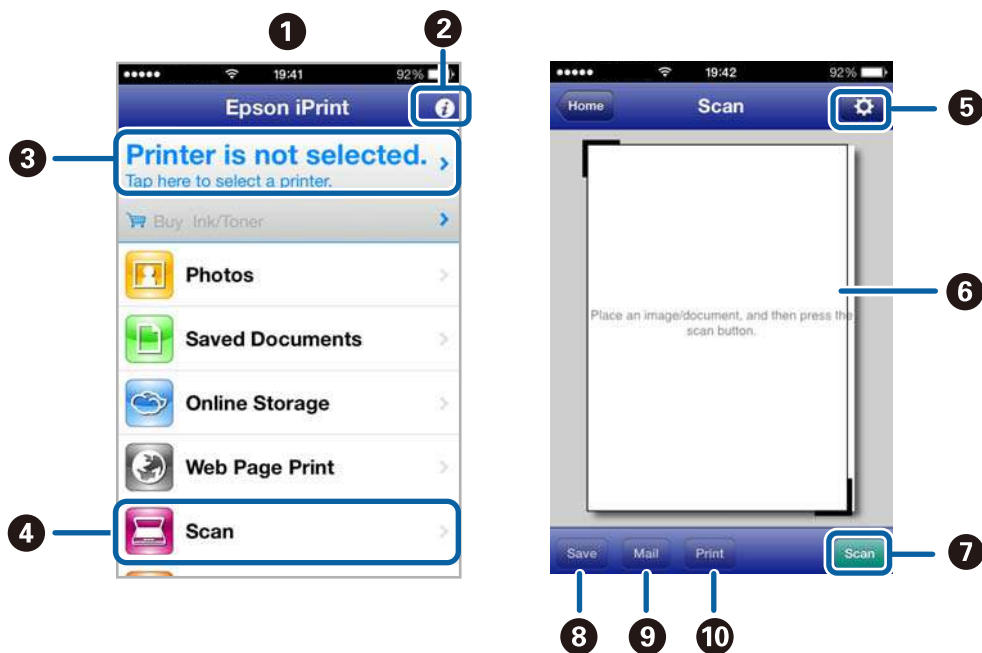 1
2
19:41
92%
Epson iPrint
3
Printer is not selected.
Tap here to select a printer.
Buy Ink/Toner
Photos
Saved Documents
Online Storage
Web Page Print
4
Scan
19:42
92%
Home
Scan
5
6
Place an image/document, and then press the
scan button.
Save
Mail
Print
Scan
7
8
9
10